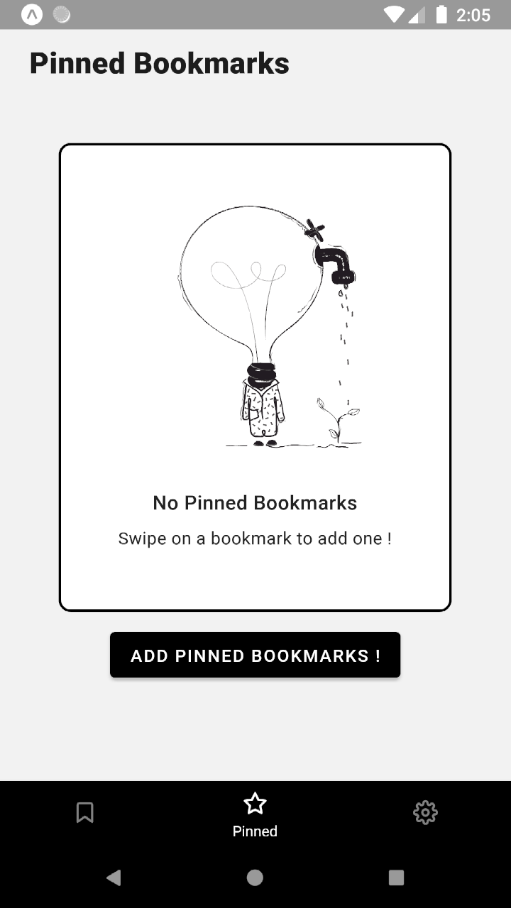 2:05
Pinned Bookmarks
No Pinned Bookmarks
Swipe on a bookmark to add one !
ADD PINNED BOOKMARKS !
Pinned